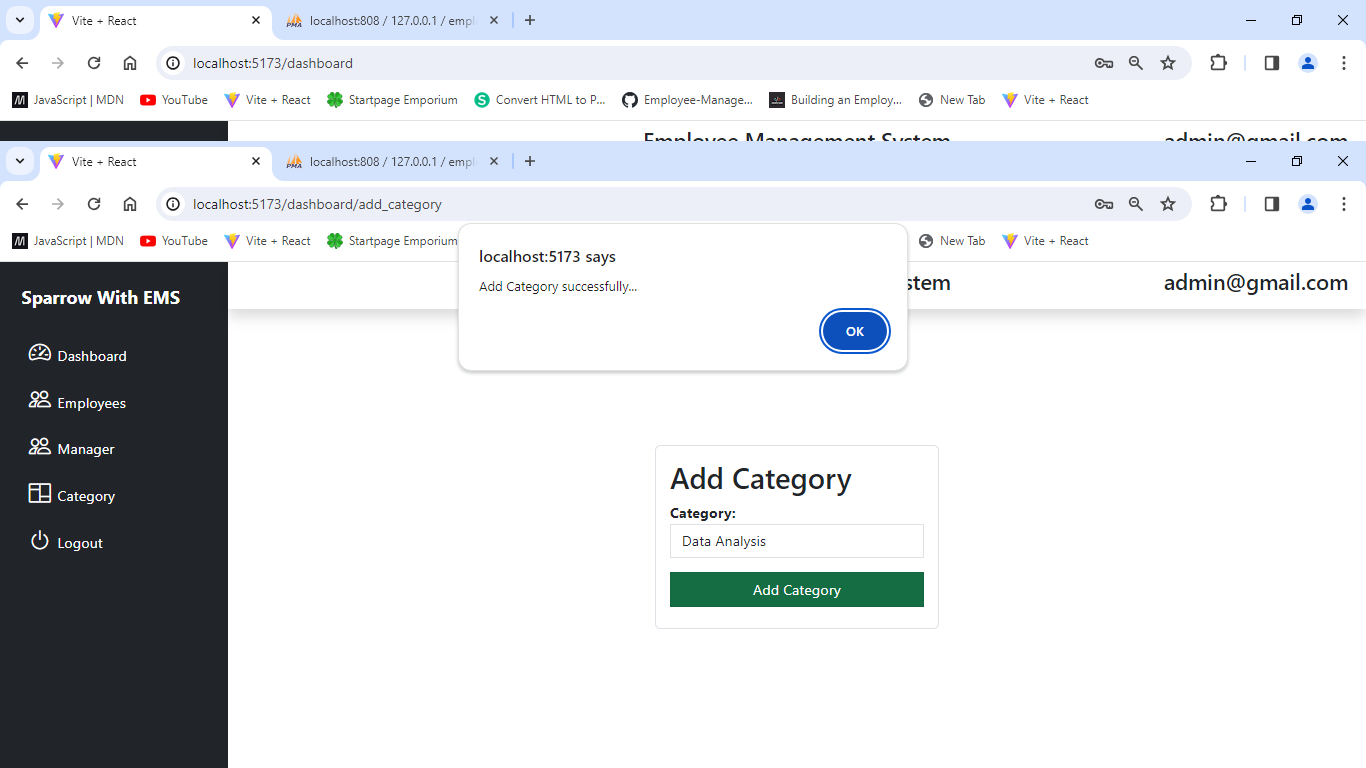 Vite + React
localhost:808 / 127.0.0.1 / empl
localhost:5173/dashboard
JavaScript | MDN
YouTube
Vite + React
Startpage Emporium
Convert HTML to P...
Employee-Manage...
Building an Employ...
New Tab
Vite + React
Employee Management System
admin@gmail.com
Vite + React
PMA
localhost:808 / 127.0.0.1 / empl
localhost:5173/dashboard/add_category
JavaScript | MDN
YouTube
Vite + React
Startpage Emporium
New Tab
Vite + React
localhost:5173 says
Add Category successfully...
OK
stem
admin@gmail.com
Sparrow With EMS
Dashboard
Employees
Manager
Category
Logout
Add Category
Category:
Data Analysis
Add Category